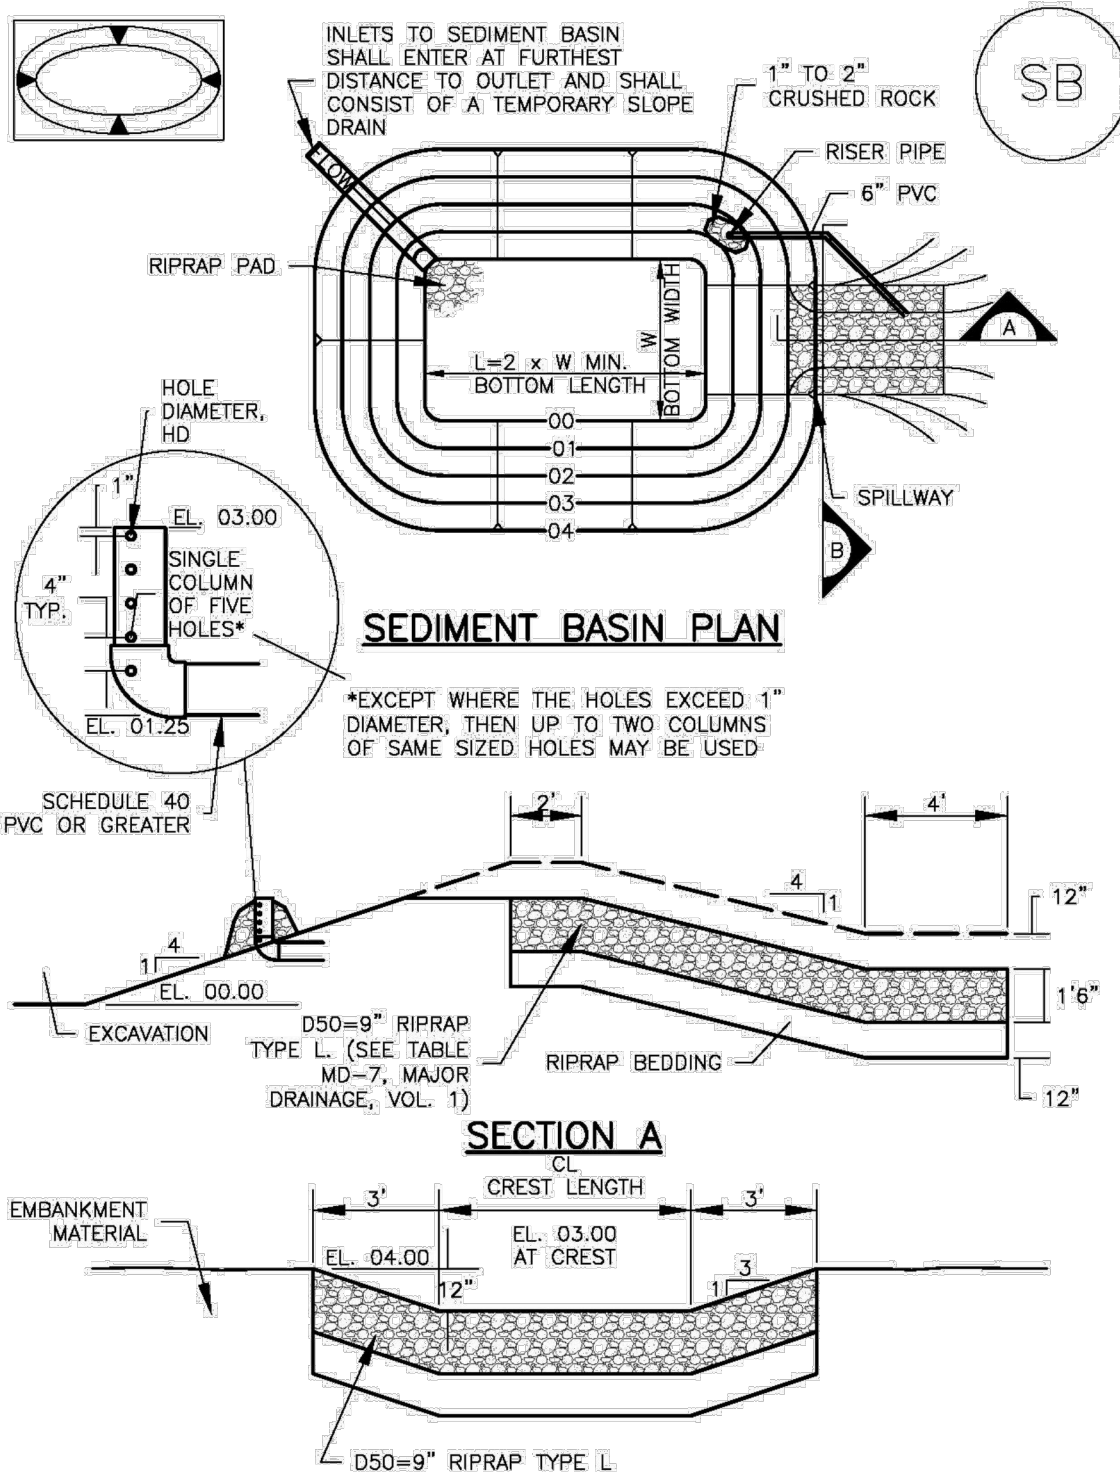 INLETS TO SEDIMENT BASIN
SHALL ENTER AT FURTHEST
DISTANCE TO OUTLET AND SHALL
CONSIST OF A TEMPORARY SLOPE
DRAIN
1" TO 2"
CRUSHED ROCK
SB
RISER PIPE
6" PVC
FLOW
RIPRAP PAD
W
BOTTOM WIDTH
L=2 x W MIN.
BOTTOM LENGTH
A
00
01
02
03
04
SPILLWAY
B
HOLE
DIAMETER,
HD
1"
EL. 03.00
4"
TYP.
SINGLE
COLUMN
OF FIVE
HOLES*
EL. 01.25
SEDIMENT BASIN PLAN
*EXCEPT WHERE THE HOLES EXCEED 1"
DIAMETER, THEN UP TO TWO COLUMNS
OF SAME SIZED HOLES MAY BE USED
SCHEDULE 40
PVC OR GREATER
2'
4'
4
1
12"
4
1
EL. 00.00
1'6"
EXCAVATION
D50=9" RIPRAP
TYPE L. (SEE TABLE
MD-7, MAJOR
DRAINAGE, VOL. 1)
RIPRAP BEDDING
12"
SECTION A
CL
CREST LENGTH
3'
3'
EMBANKMENT
MATERIAL
EL. 04.00
EL. 03.00
AT CREST
12"
3
1
D50=9" RIPRAP TYPE L